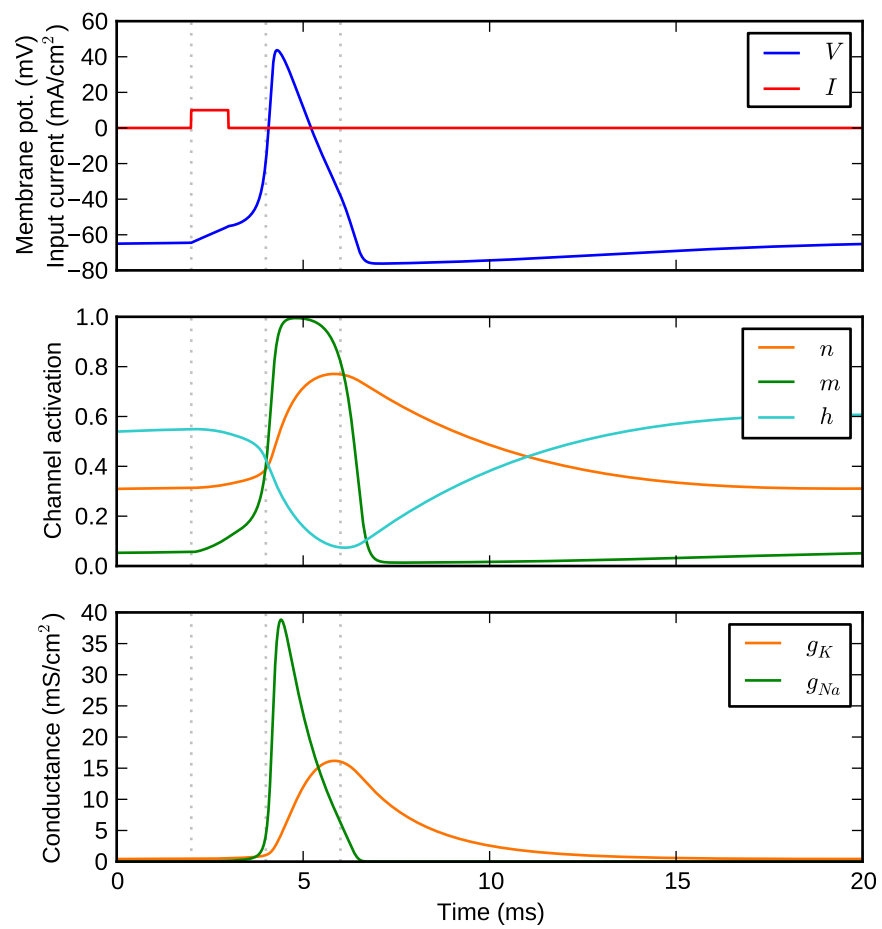 Membrane pot. (mV)
Input current (mA/cm²)
60
40
20
0
−20
−40
−60
−80
V
I
Channel activation
1.0
0.8
0.6
0.4
0.2
0.0
n
m
h
Conductance (mS/cm²)
40
35
30
25
20
15
10
5
0
g_K
g_Na
0 5 10 15 20
Time (ms)